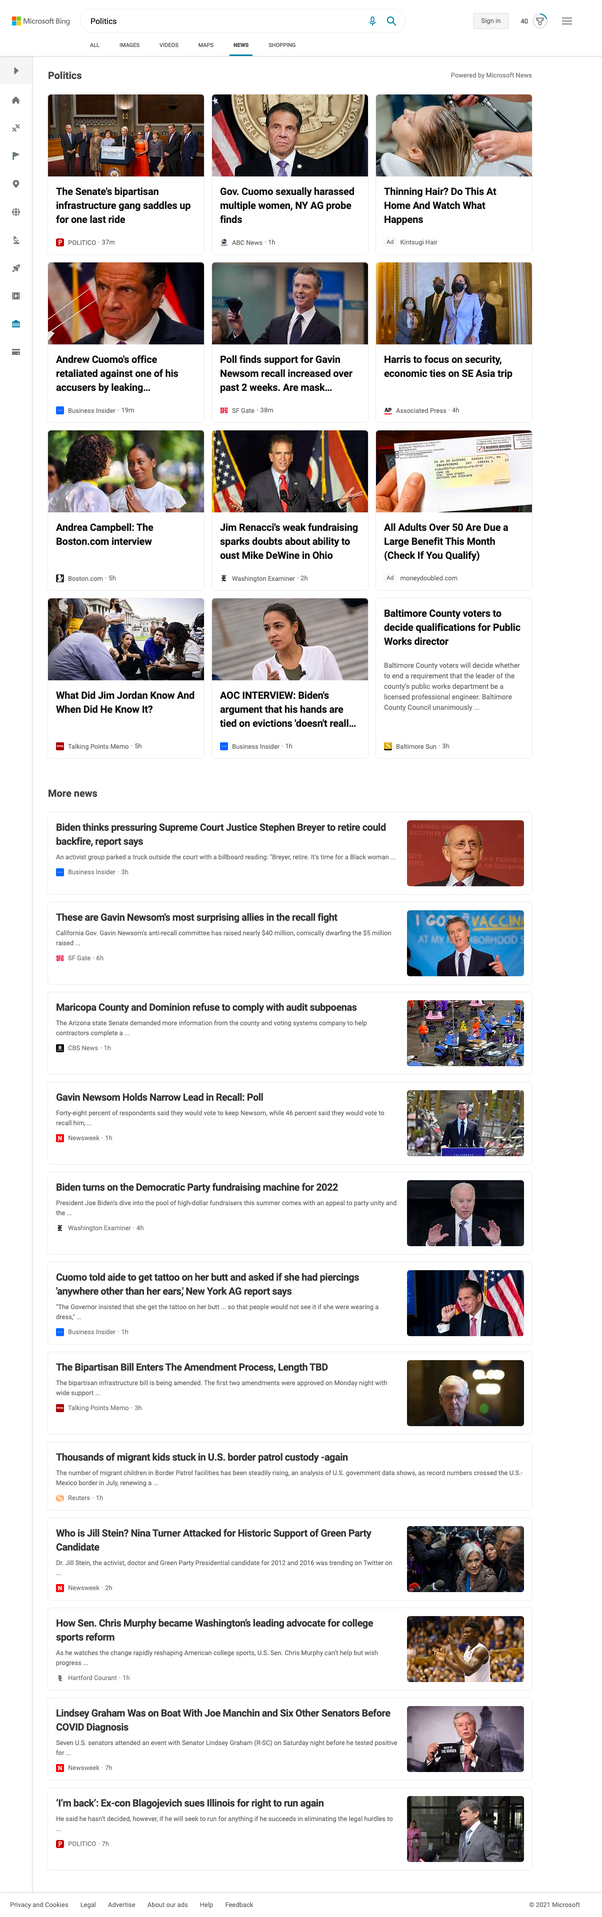 Microsoft Bing
Politics
Sign in
40
ALL IMAGES VIDEOS MAPS NEWS SHOPPING
Politics
Powered by Microsoft News
The Senate's bipartisan
infrastructure gang saddles up
for one last ride
POLITICO · 37m
Gov. Cuomo sexually harassed
multiple women, NY AG probe
finds
ABC News · 1h
Thinning Hair? Do This At
Home And Watch What
Happens
Ad Kintsugi Hair
Andrew Cuomo's office
retaliated against one of his
accusers by leaking...
Business Insider · 19m
Poll finds support for Gavin
Newsom recall increased over
past 2 weeks. Are mask...
SF Gate · 38m
Harris to focus on security,
economic ties on SE Asia trip
AP Associated Press · 4h
Andrea Campbell: The
Boston.com interview
Boston.com · 5h
Jim Renacci's weak fundraising
sparks doubts about ability to
oust Mike DeWine in Ohio
Washington Examiner · 2h
All Adults Over 50 Are Due a
Large Benefit This Month
(Check If You Qualify)
Ad moneydoubled.com
What Did Jim Jordan Know And
When Did He Know It?
Talking Points Memo · 5h
AOC INTERVIEW: Biden's
argument that his hands are
tied on evictions 'doesn't reall...
Business Insider · 1h
Baltimore County voters to
decide qualifications for Public
Works director
Baltimore County voters will decide whether
to end a requirement that the leader of the
county's public works department be a
licensed professional engineer. Baltimore
County Council unanimously ...
Baltimore Sun · 3h
More news
Biden thinks pressuring Supreme Court Justice Stephen Breyer to retire could
backfire, report says
An activist group parked a truck outside the court with a billboard reading: "Breyer, retire. It's time for a Black woman ...
Business Insider · 3h
These are Gavin Newsom's most surprising allies in the recall fight
California Gov. Gavin Newsom's anti-recall committee has raised nearly $40 million, comically dwarfing the $5 million
raised ...
SF Gate · 6h
Maricopa County and Dominion refuse to comply with audit subpoenas
The Arizona state Senate demanded more information from the county and voting systems company to help
contractors complete a ...
CBS News · 1h
Gavin Newsom Holds Narrow Lead in Recall: Poll
Forty-eight percent of respondents said they would vote to keep Newsom, while 46 percent said they would vote to
recall him, ...
N Newsweek · 1h
Biden turns on the Democratic Party fundraising machine for 2022
President Joe Biden's dive into the pool of high-dollar fundraisers this summer comes with an appeal to party unity and
the ...
Washington Examiner · 4h
Cuomo told aide to get tattoo on her butt and asked if she had piercings
'anywhere other than her ears,' New York AG report says
"The Governor insisted that she get the tattoo on her butt ... so that people would not see it if she were wearing a
dress," ...
Business Insider · 1h
The Bipartisan Bill Enters The Amendment Process, Length TBD
The bipartisan infrastructure bill is being amended. The first two amendments were approved on Monday night with
wide support ...
Talking Points Memo · 3h
Thousands of migrant kids stuck in U.S. border patrol custody -again
The number of migrant children in Border Patrol facilities has been steadily rising, an analysis of U.S. government data shows, as record numbers crossed the U.S.-
Mexico border in July, renewing a ...
Reuters · 1h
Who is Jill Stein? Nina Turner Attacked for Historic Support of Green Party
Candidate
Dr. Jill Stein, the activist, doctor and Green Party Presidential candidate for 2012 and 2016 was trending on Twitter on
...
N Newsweek · 2h
How Sen. Chris Murphy became Washington's leading advocate for college
sports reform
As he watches the change rapidly reshaping American college sports, U.S. Sen. Chris Murphy can't help but wish
progress ...
Hartford Courant · 1h
Lindsey Graham Was on Boat With Joe Manchin and Six Other Senators Before
COVID Diagnosis
Seven U.S. senators attended an event with Senator Lindsey Graham (R-SC) on Saturday night before he tested positive
for ...
N Newsweek · 7h
'I'm back': Ex-con Blagojevich sues Illinois for right to run again
He said he hasn't decided, however, if he will seek to run for anything if he succeeds in eliminating the legal hurdles to
...
POLITICO · 7h
Privacy and Cookies Legal Advertise About our ads Help Feedback
© 2021 Microsoft